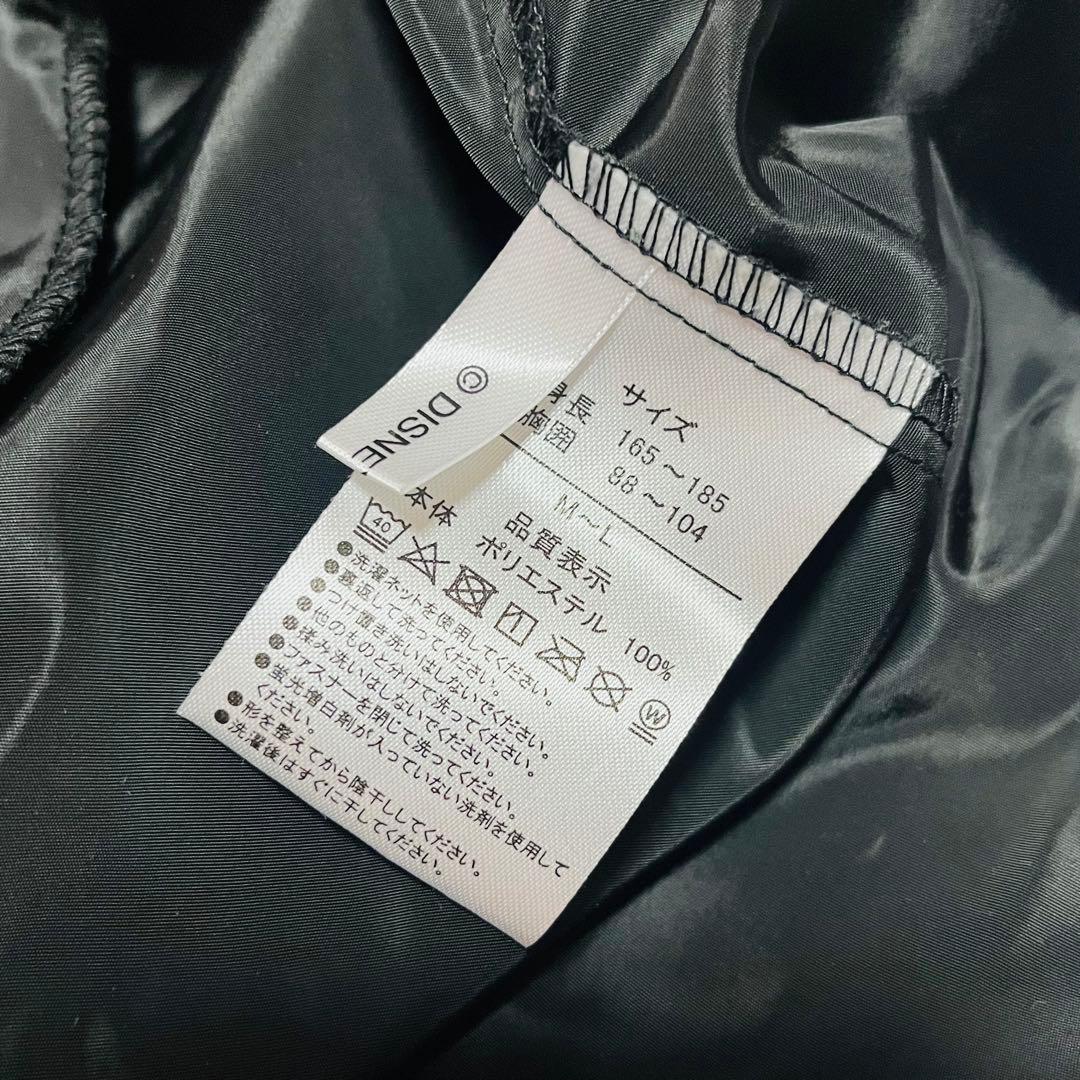 © DISNE
サイズ
身長 165～185
胸囲 88～104
M～L
品質表示
本体 ポリエステル 100%
40
W
●洗濯ネットを使用してください。
●裏返して洗ってください。
●つけ置き洗いはしないでください。
●他のものと分けて洗ってください。
●揉み洗いはしないでください。
●ファスナーを閉じて洗ってください。
●蛍光増白剤が入っていない洗剤を使用して
ください。
●形を整えてから陰干ししてください。
●洗濯後はすぐに干してください。